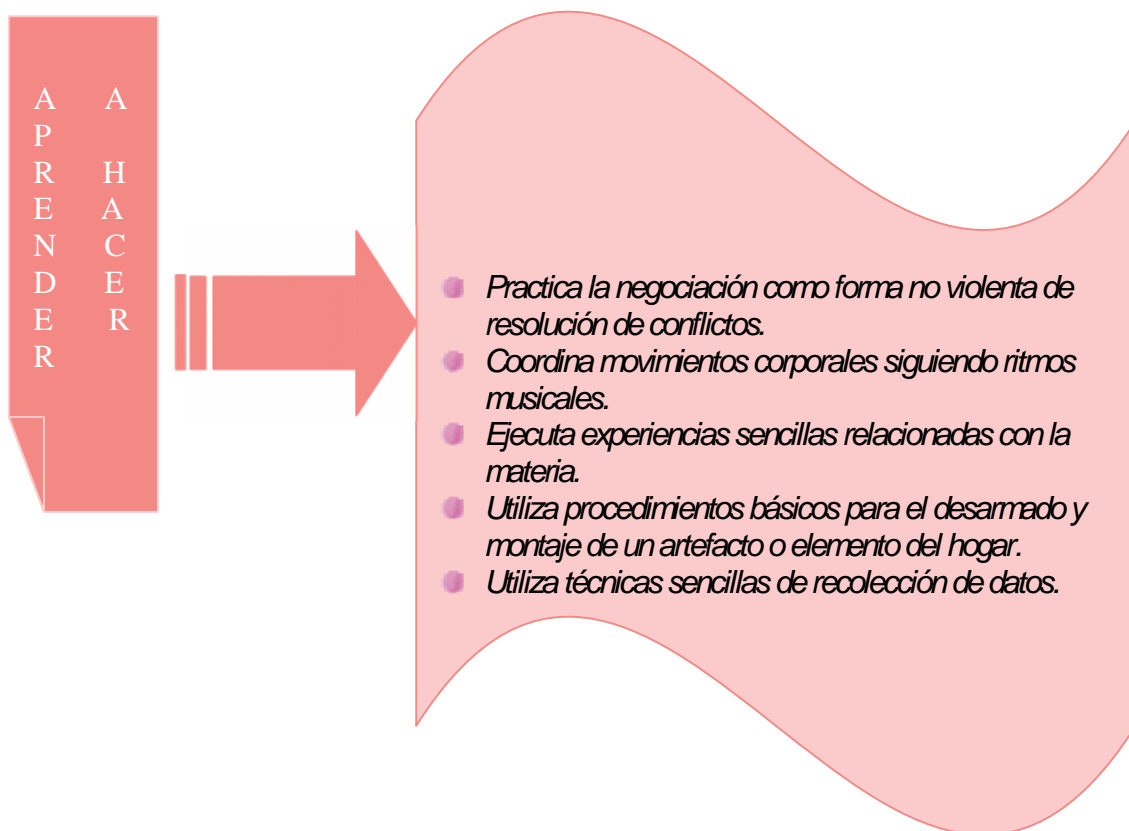 APRENDER
A HACER
Practica la negociación como forma no violenta de
resolución de conflictos.
Coordina movimientos corporales siguiendo ritmos
musicales.
Ejecuta experiencias sencillas relacionadas con la
materia.
Utiliza procedimientos básicos para el desarmado y
montaje de un artefacto o elemento del hogar.
Utiliza técnicas sencillas de recolección de datos.